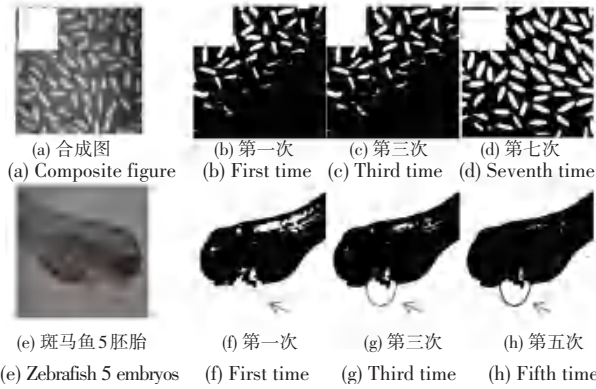 (a) 合成图 (b) 第一次 (c) 第三次 (d) 第七次
(a) Composite figure (b) First time (c) Third time (d) Seventh time
(e) 斑马鱼5胚胎 (f) 第一次 (g) 第三次 (h) 第五次
(e) Zebrafish 5 embryos (f) First time (g) Third time (h) Fifth time